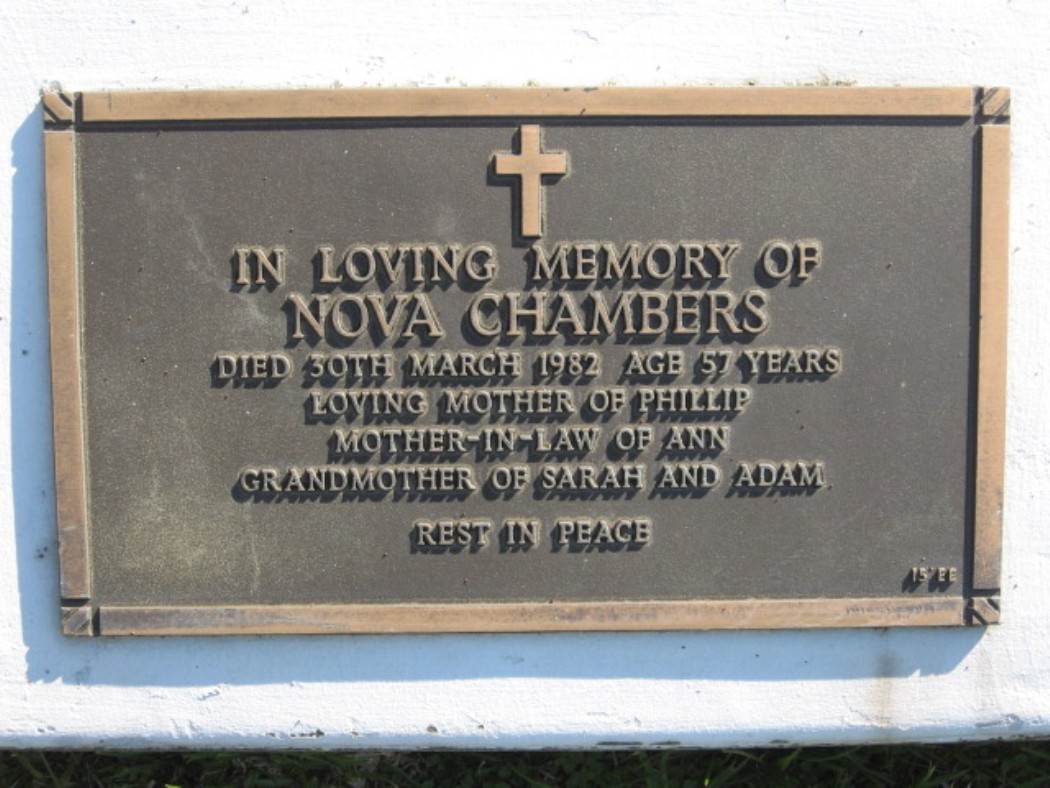 IN LOVING MEMORY OF
NOVA CHAMBERS
DIED 30TH MARCH 1982 AGE 57 YEARS
LOVING MOTHER OF PHILLIP
MOTHER-IN-LAW OF ANN
GRANDMOTHER OF SARAH AND ADAM
REST IN PEACE